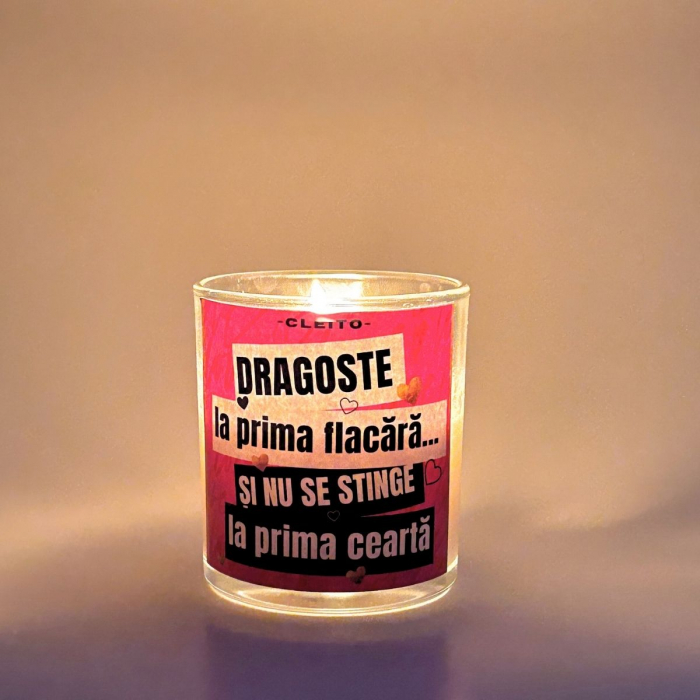 -CLEITO-
DRAGOSTE
la prima flacără...
ȘI NU SE STINGE
la prima ceartă